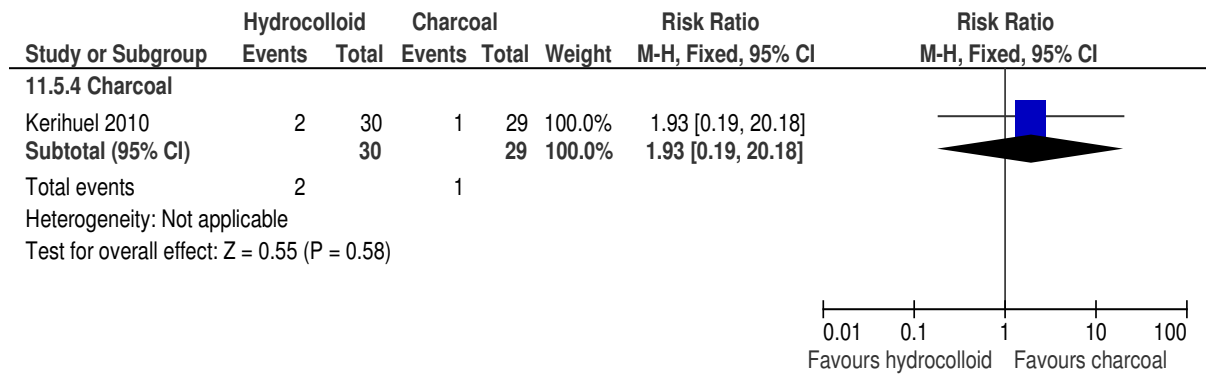 Hydrocolloid Charcoal Risk Ratio Risk Ratio
Study or Subgroup Events Total Events Total Weight M-H, Fixed, 95% CI M-H, Fixed, 95% CI
11.5.4 Charcoal
Kerihuel 2010 2 30 1 29 100.0% 1.93 [0.19, 20.18]
Subtotal (95% CI) 30 29 100.0% 1.93 [0.19, 20.18]
Total events 2 1
Heterogeneity: Not applicable
Test for overall effect: Z = 0.55 (P = 0.58)
0.01 0.1 1 10 100
Favours hydrocolloid Favours charcoal